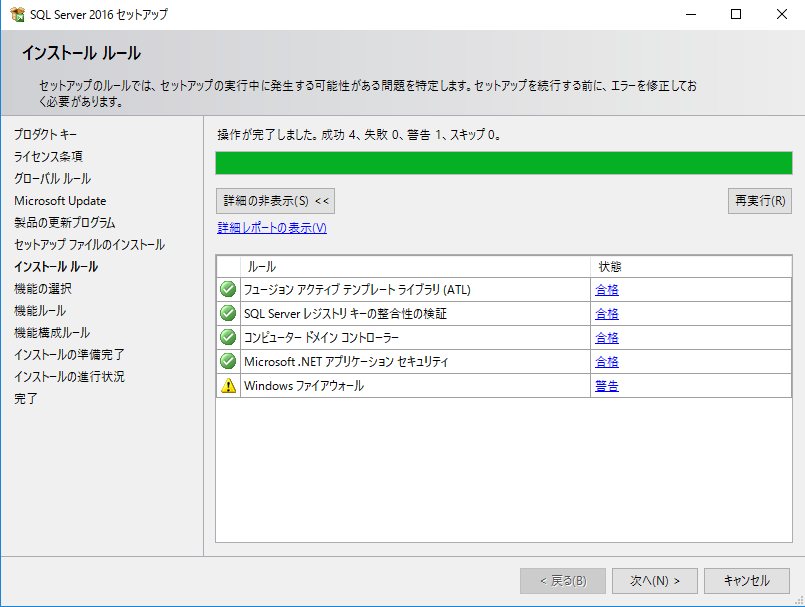 SQL Server 2016 セットアップ
インストール ルール
セットアップのルールでは、セットアップの実行中に発生する可能性がある問題を特定します。セットアップを続行する前に、エラーを修正してお
く必要があります。
プロダクト キー
ライセンス条項
グローバル ルール
Microsoft Update
製品の更新プログラム
セットアップ ファイルのインストール
インストール ルール
機能の選択
機能ルール
機能構成ルール
インストールの準備完了
インストールの進行状況
完了
操作が完了しました。成功 4、失敗 0、警告 1、スキップ 0。
詳細の非表示(S) <<
再実行(R)
詳細レポートの表示(V)
ルール 状態
フュージョン アクティブ テンプレート ライブラリ (ATL) 合格
SQL Server レジストリ キーの整合性の検証 合格
コンピューター ドメイン コントローラー 合格
Microsoft .NET アプリケーション セキュリティ 合格
Windows ファイアウォール 警告
< 戻る(B) 次へ(N) > キャンセル